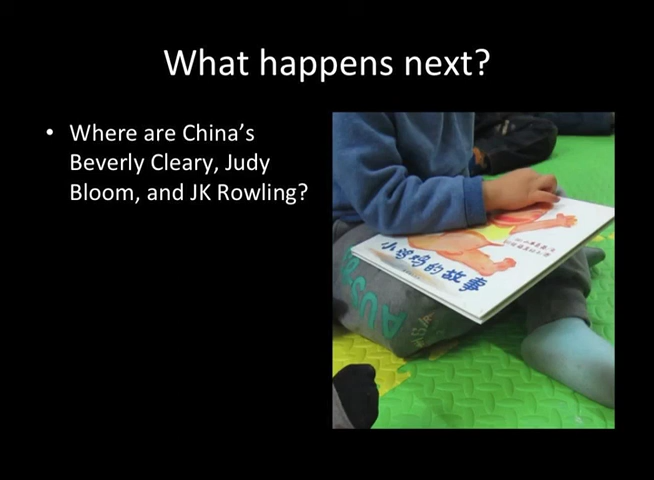 What happens next?
• Where are China's
Beverly Cleary, Judy
Bloom, and JK Rowling?
小鸡鸡的故事